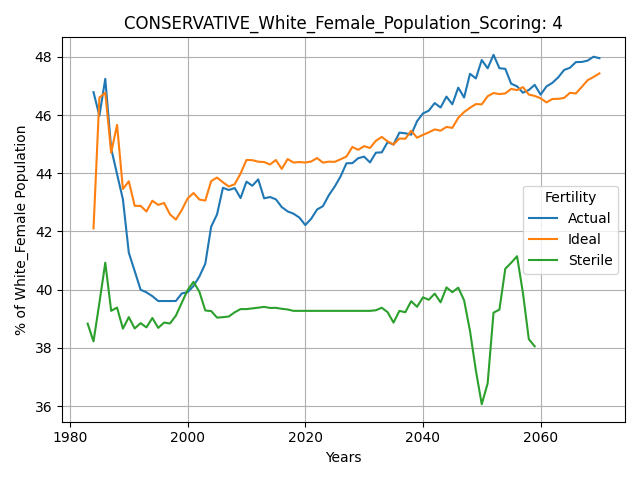 CONSERVATIVE_White_Female_Population_Scoring: 4
% of White_Female Population
48
46
44
42
40
38
36
Fertility
Actual
Ideal
Sterile
1980
2000
2020
2040
2060
Years